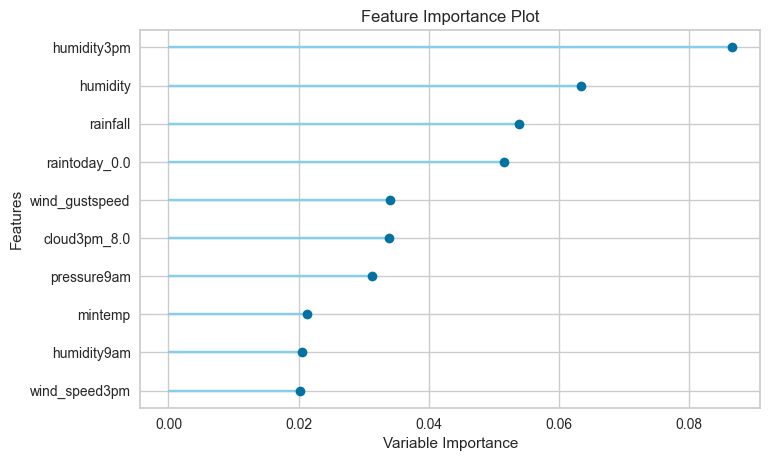 Feature Importance Plot
humidity3pm
humidity
rainfall
raintoday_0.0
wind_gustspeed
cloud3pm_8.0
pressure9am
mintemp
humidity9am
wind_speed3pm
Features
0.00 0.02 0.04 0.06 0.08
Variable Importance